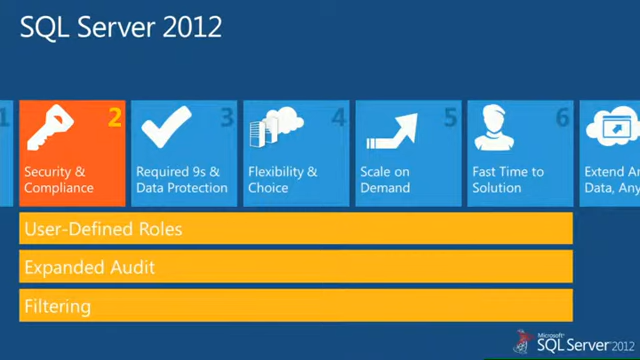 SQL Server 2012
1
2
Security &
Compliance
3
Required 9s &
Data Protection
4
Flexibility &
Choice
5
Scale on
Demand
6
Fast Time to
Solution
Extend An
Data, Any
User-Defined Roles
Expanded Audit
Filtering
Microsoft
SQL Server 2012